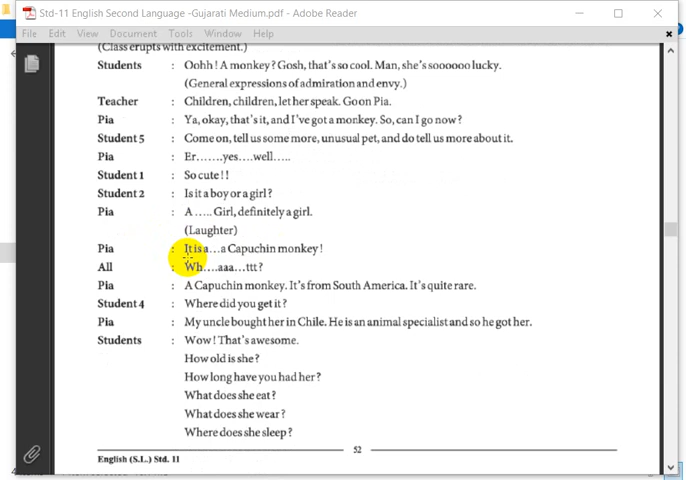 Std-11 English Second Language -Gujarati Medium.pdf - Adobe Reader
File Edit View Document Tools Window Help
(Class erupts with excitement.)
Students : Oohh ! A monkey? Gosh, that's so cool. Man, she's soooooo lucky.
(General expressions of admiration and envy.)
Teacher : Children, children, let her speak. Go on Pia.
Pia : Ya, okay, that's it, and I've got a monkey. So, can I go now?
Student 5 : Come on, tell us some more, unusual pet, and do tell us more about it.
Pia : Er.......yes....well.....
Student 1 : So cute ! !
Student 2 : Is it a boy or a girl?
Pia : A ..... Girl, definitely a girl.
(Laughter)
Pia : It is a...a Capuchin monkey !
All : Wh....aaa...ttt?
Pia : A Capuchin monkey. It's from South America. It's quite rare.
Student 4 : Where did you get it?
Pia : My uncle bought her in Chile. He is an animal specialist and so he got her.
Students : Wow ! That's awesome.
How old is she?
How long have you had her?
What does she eat?
What does she wear?
Where does she sleep?
52
English (S.L.) Std. 11